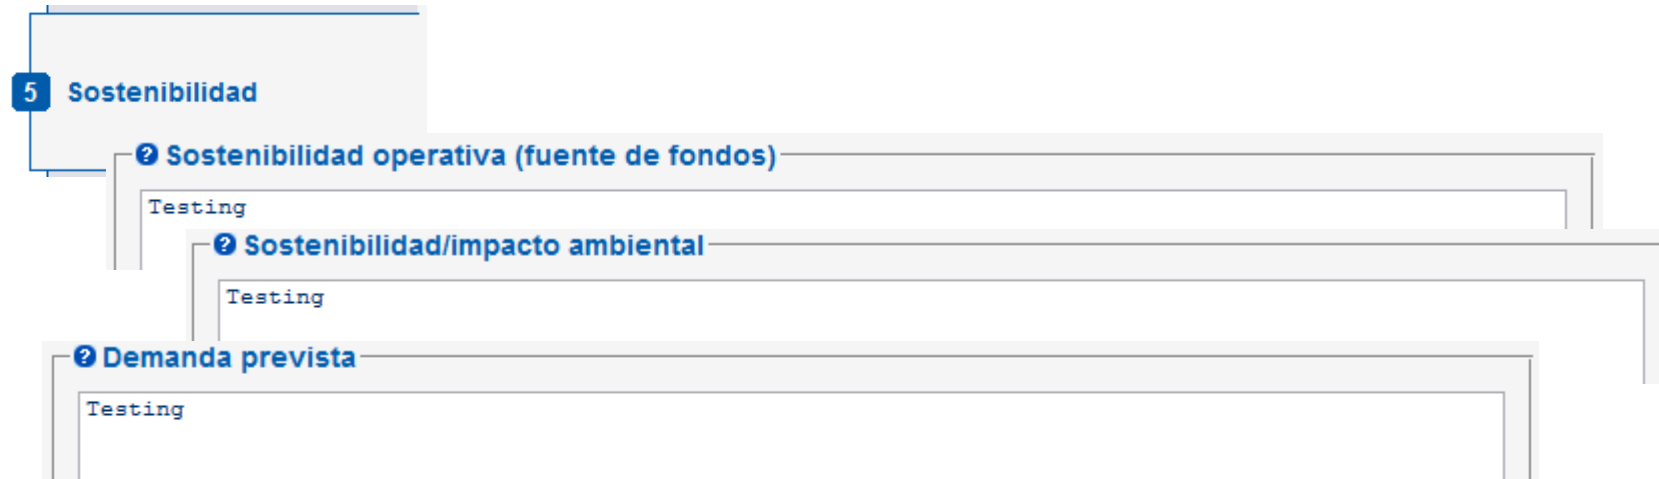 5 Sostenibilidad
? Sostenibilidad operativa (fuente de fondos)
Testing
? Sostenibilidad/impacto ambiental
Testing
? Demanda prevista
Testing